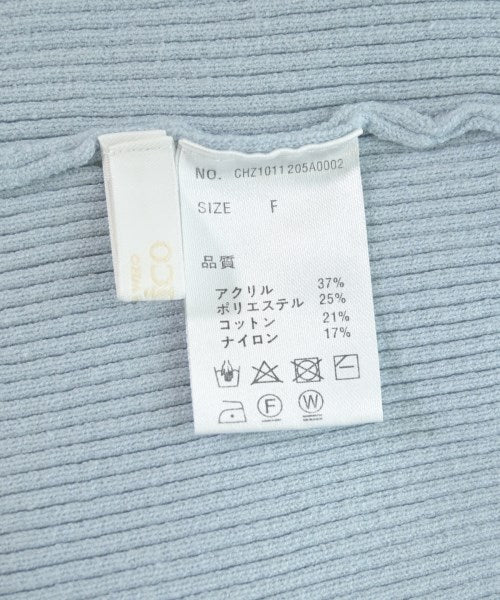 NO. CHZ1011205A0002
SIZE F
品質
アクリル 37%
ポリエステル 25%
コットン 21%
ナイロン 17%
F W